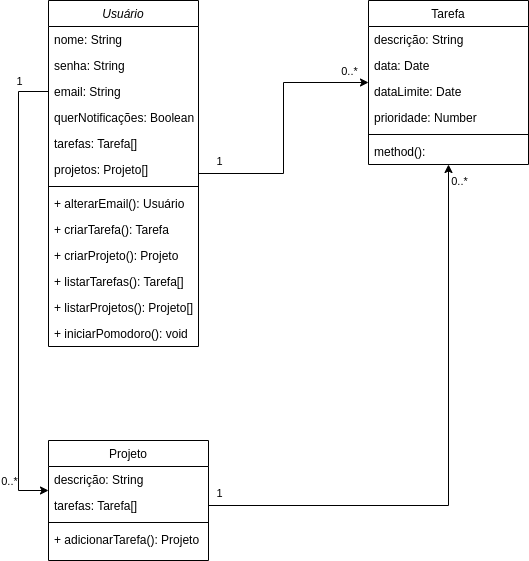 Usuário
nome: String
senha: String
email: String
querNotificações: Boolean
tarefas: Tarefa[]
projetos: Projeto[]
+ alterarEmail(): Usuário
+ criarTarefa(): Tarefa
+ criarProjeto(): Projeto
+ listarTarefas(): Tarefa[]
+ listarProjetos(): Projeto[]
+ iniciarPomodoro(): void
1
1
0..*
Tarefa
descrição: String
data: Date
dataLimite: Date
prioridade: Number
method():
0..*
0..*
Projeto
descrição: String
tarefas: Tarefa[]
+ adicionarTarefa(): Projeto
1